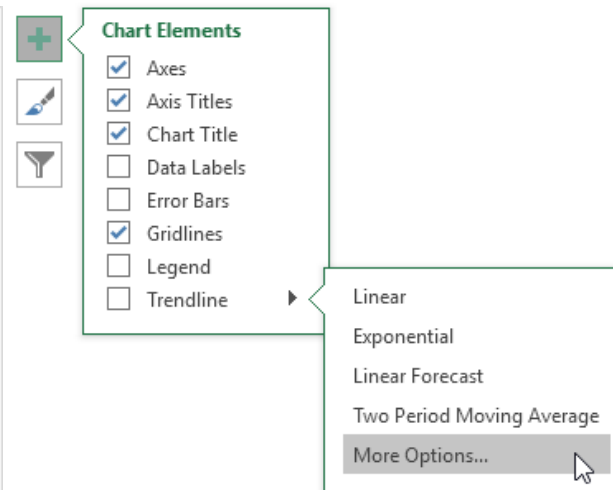 Chart Elements
Axes
Axis Titles
Chart Title
Data Labels
Error Bars
Gridlines
Legend
Trendline
Linear
Exponential
Linear Forecast
Two Period Moving Average
More Options...